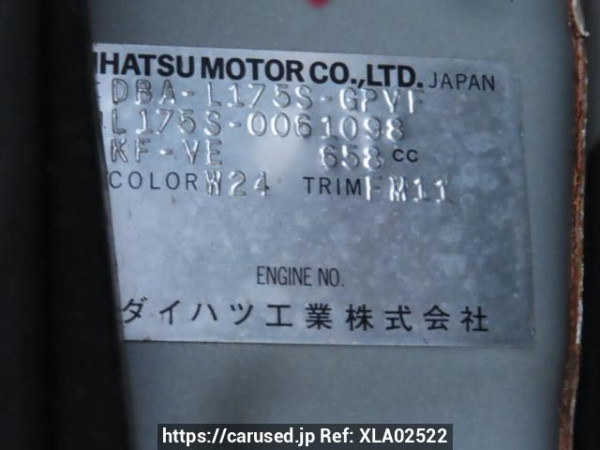 IHATSU MOTOR CO.,LTD. JAPAN
DBA-L175S-GPVF
L175S-0061098
KF-VE 658 cc
COLOR W24 TRIM FM11
ENGINE NO.
ダイハツ工業株式会社
https://carused.jp Ref: XLA02522